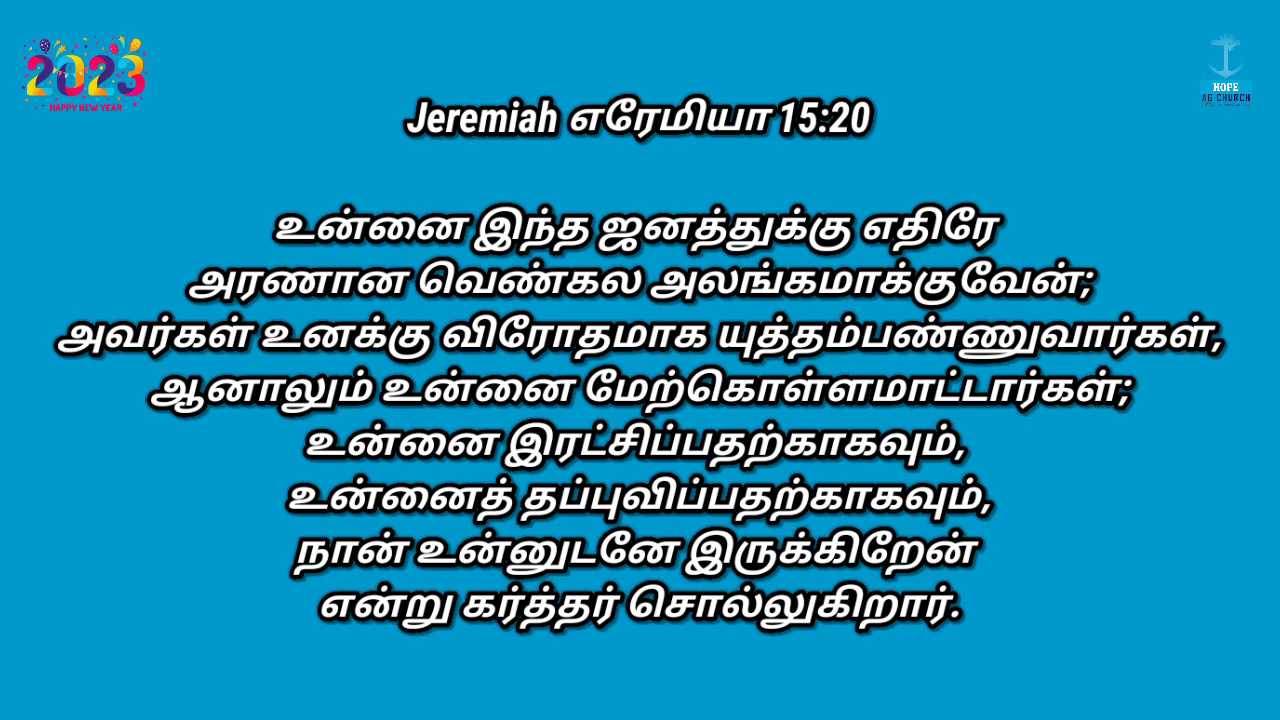 2023
HAPPY NEW YEAR
HOPE
AG CHURCH
Jeremiah எரேமியா 15:20
உன்னை இந்த ஜனத்துக்கு எதிரே
அரணான வெண்கல அலங்கமாக்குவேன்;
அவர்கள் உனக்கு விரோதமாக யுத்தம்பண்ணுவார்கள்,
ஆனாலும் உன்னை மேற்கொள்ளமாட்டார்கள்;
உன்னை இரட்சிப்பதற்காகவும்,
உன்னைத் தப்புவிப்பதற்காகவும்,
நான் உன்னுடனே இருக்கிறேன்
என்று கர்த்தர் சொல்லுகிறார்.